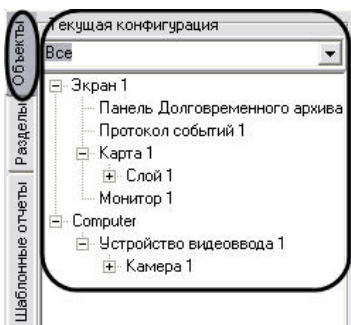 Объекты
Разделы
Шаблонные отчеты
Текущая конфигурация
Все
Экран 1
Панель Долговременного архива
Протокол событий 1
Карта 1
Слой 1
Монитор 1
Computer
Устройство видеоввода 1
Камера 1